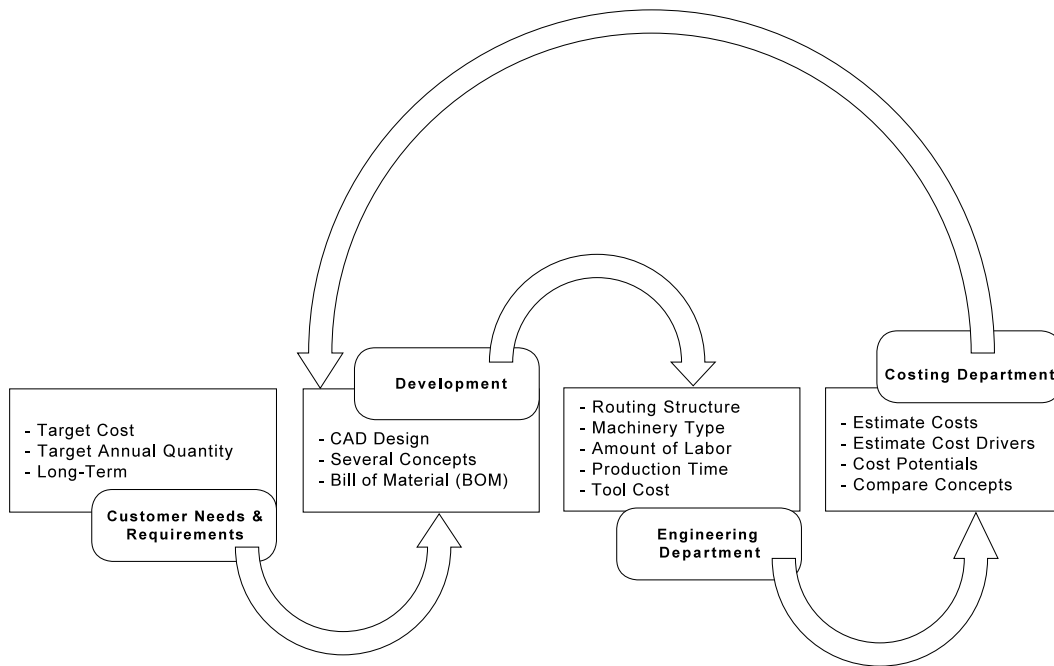 - Target Cost
- Target Annual Quantity
- Long-Term
Customer Needs &
Requirements
Development
- CAD Design
- Several Concepts
- Bill of Material (BOM)
- Routing Structure
- Machinery Type
- Amount of Labor
- Production Time
- Tool Cost
Engineering
Department
Costing Department
- Estimate Costs
- Estimate Cost Drivers
- Cost Potentials
- Compare Concepts